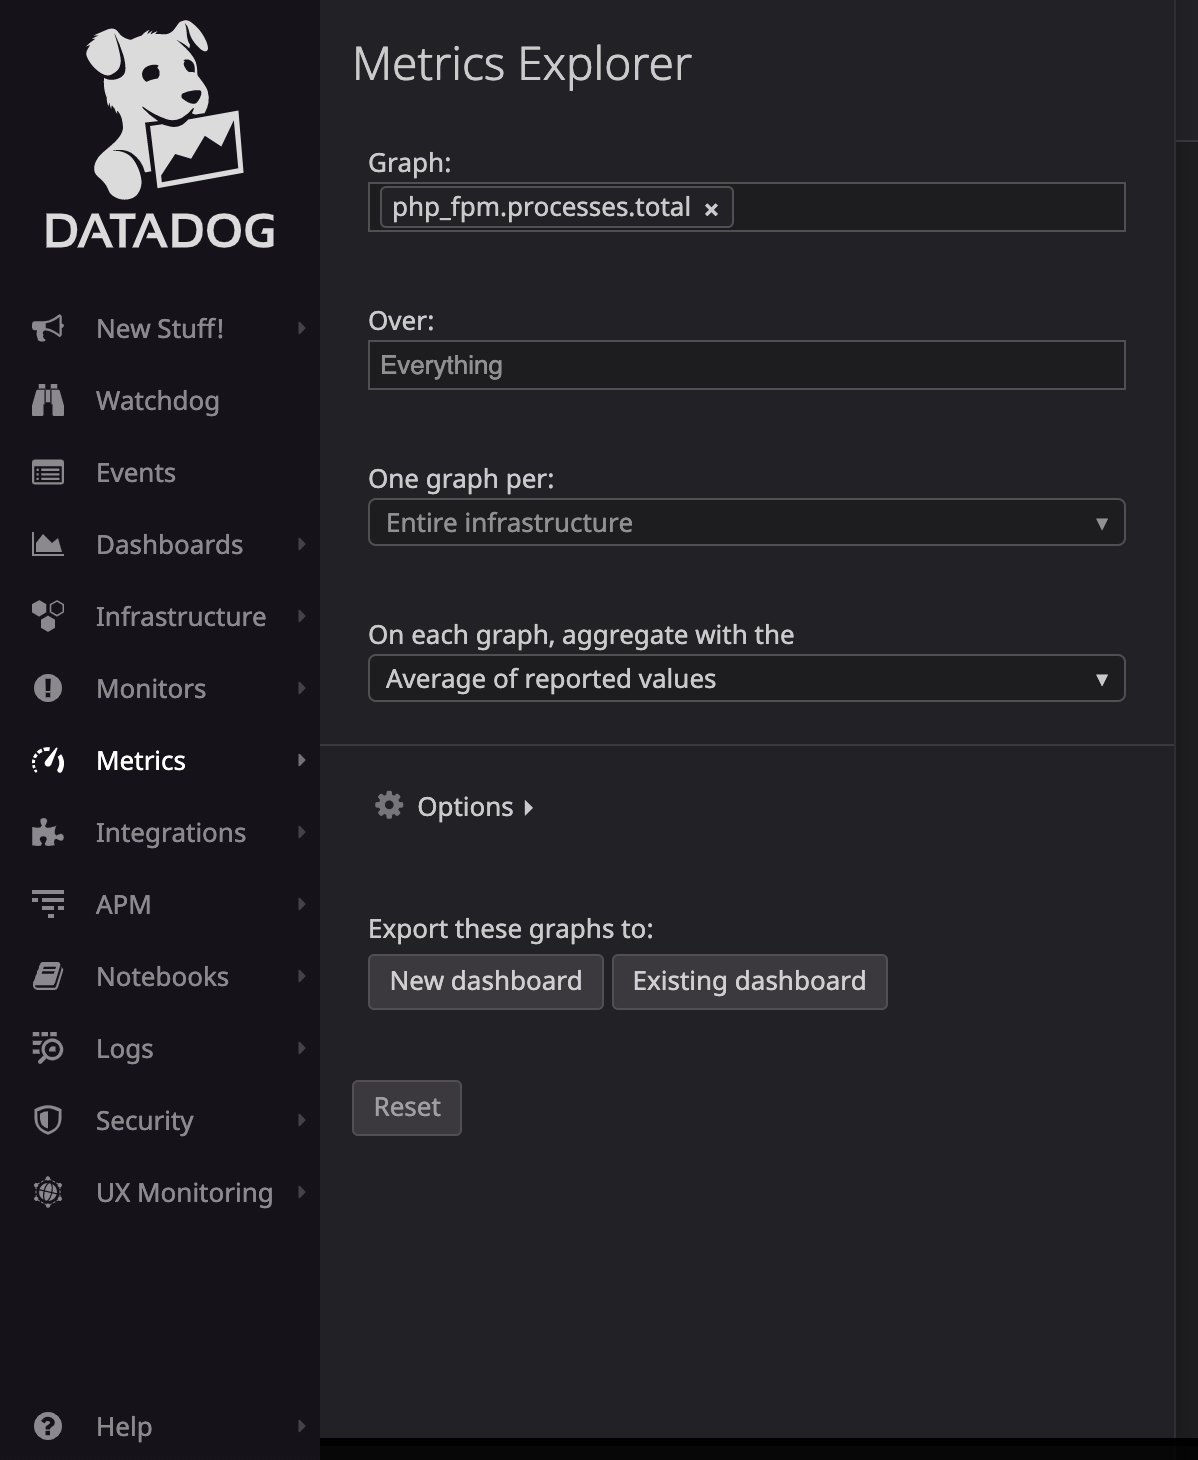 DATADOG
New Stuff!
Watchdog
Events
Dashboards
Infrastructure
Monitors
Metrics
Integrations
APM
Notebooks
Logs
Security
UX Monitoring
Help
Metrics Explorer
Graph:
php_fpm.processes.total ×
Over:
Everything
One graph per:
Entire infrastructure
On each graph, aggregate with the
Average of reported values
Options
Export these graphs to:
New dashboard Existing dashboard
Reset